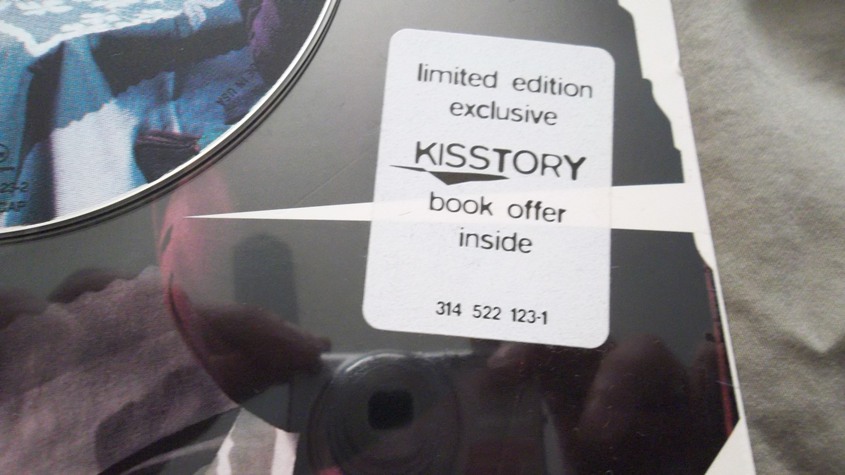 limited edition
exclusive
KISSTORY
book offer
inside
314 522 123-1